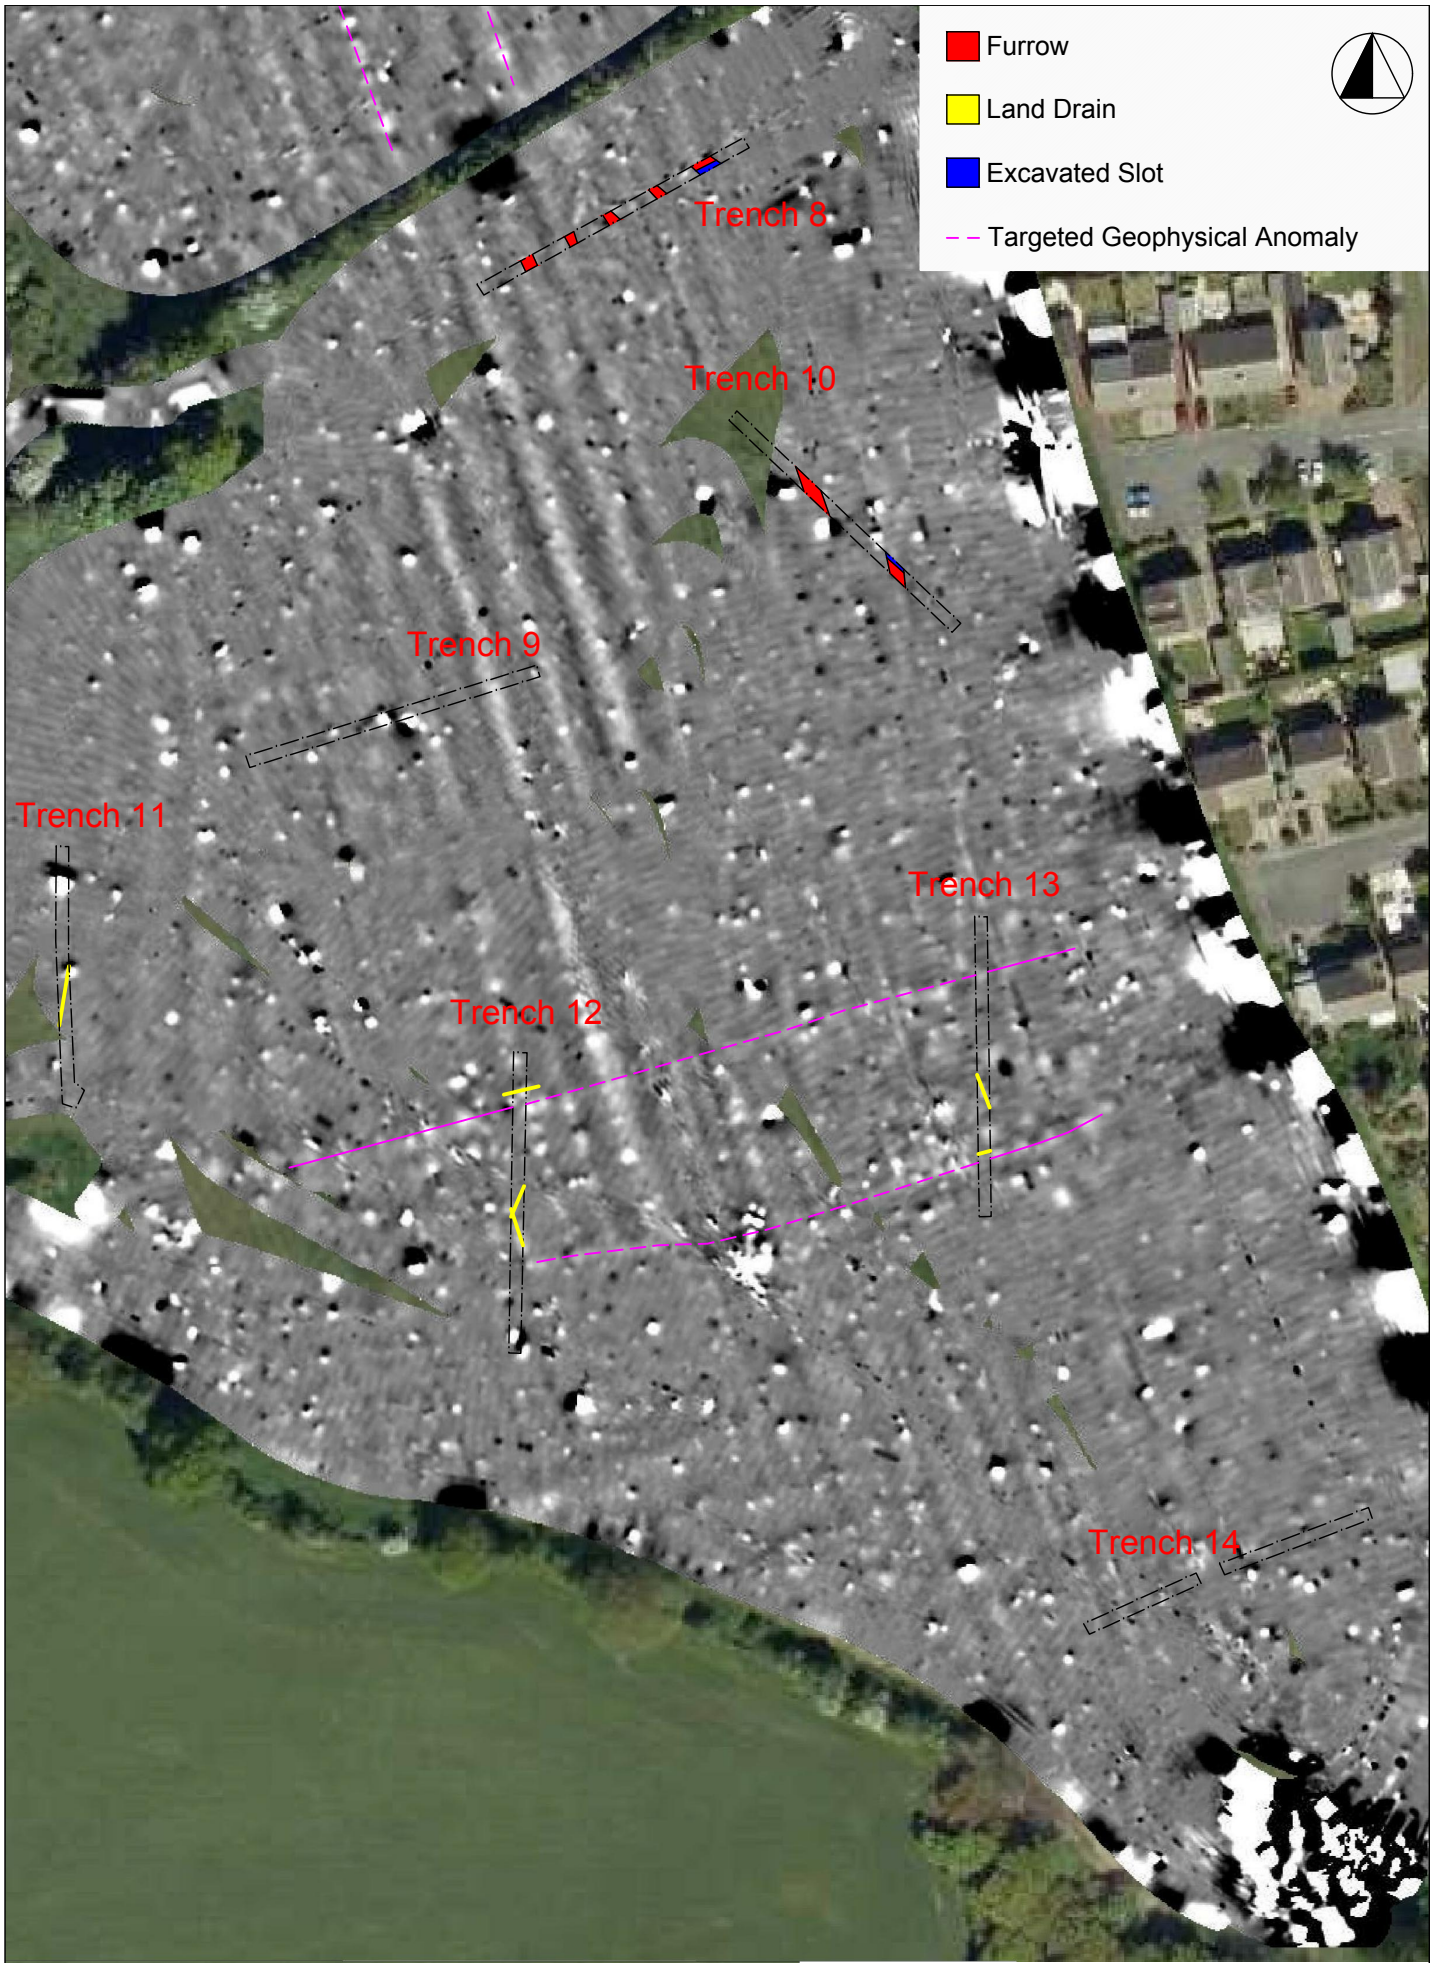 Furrow
Land Drain
Excavated Slot
Targeted Geophysical Anomaly
Trench 8
Trench 10
Trench 9
Trench 11
Trench 13
Trench 12
Trench 14